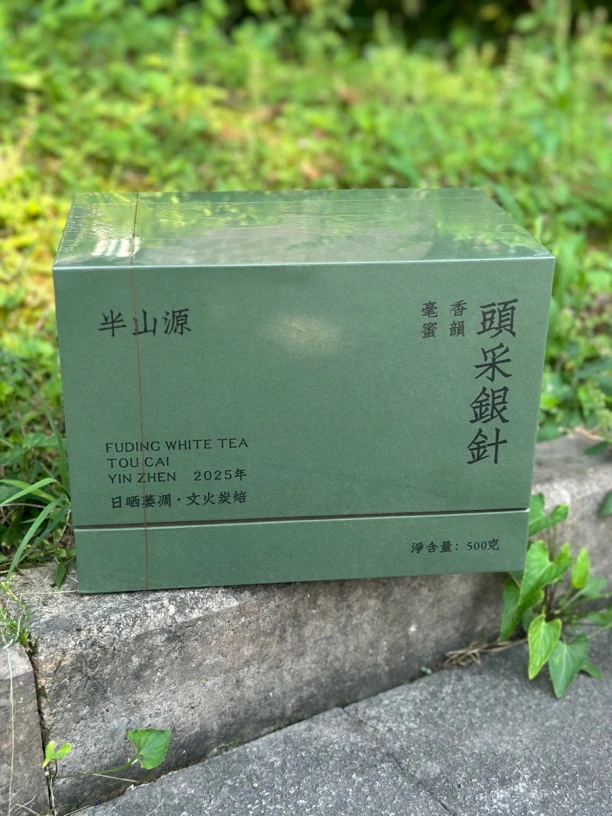 半山源
頭采銀針
香韻
毫蜜
FUDING WHITE TEA
TOU CAI
YIN ZHEN 2025年
日晒萎凋·文火炭焙
淨含量：500克